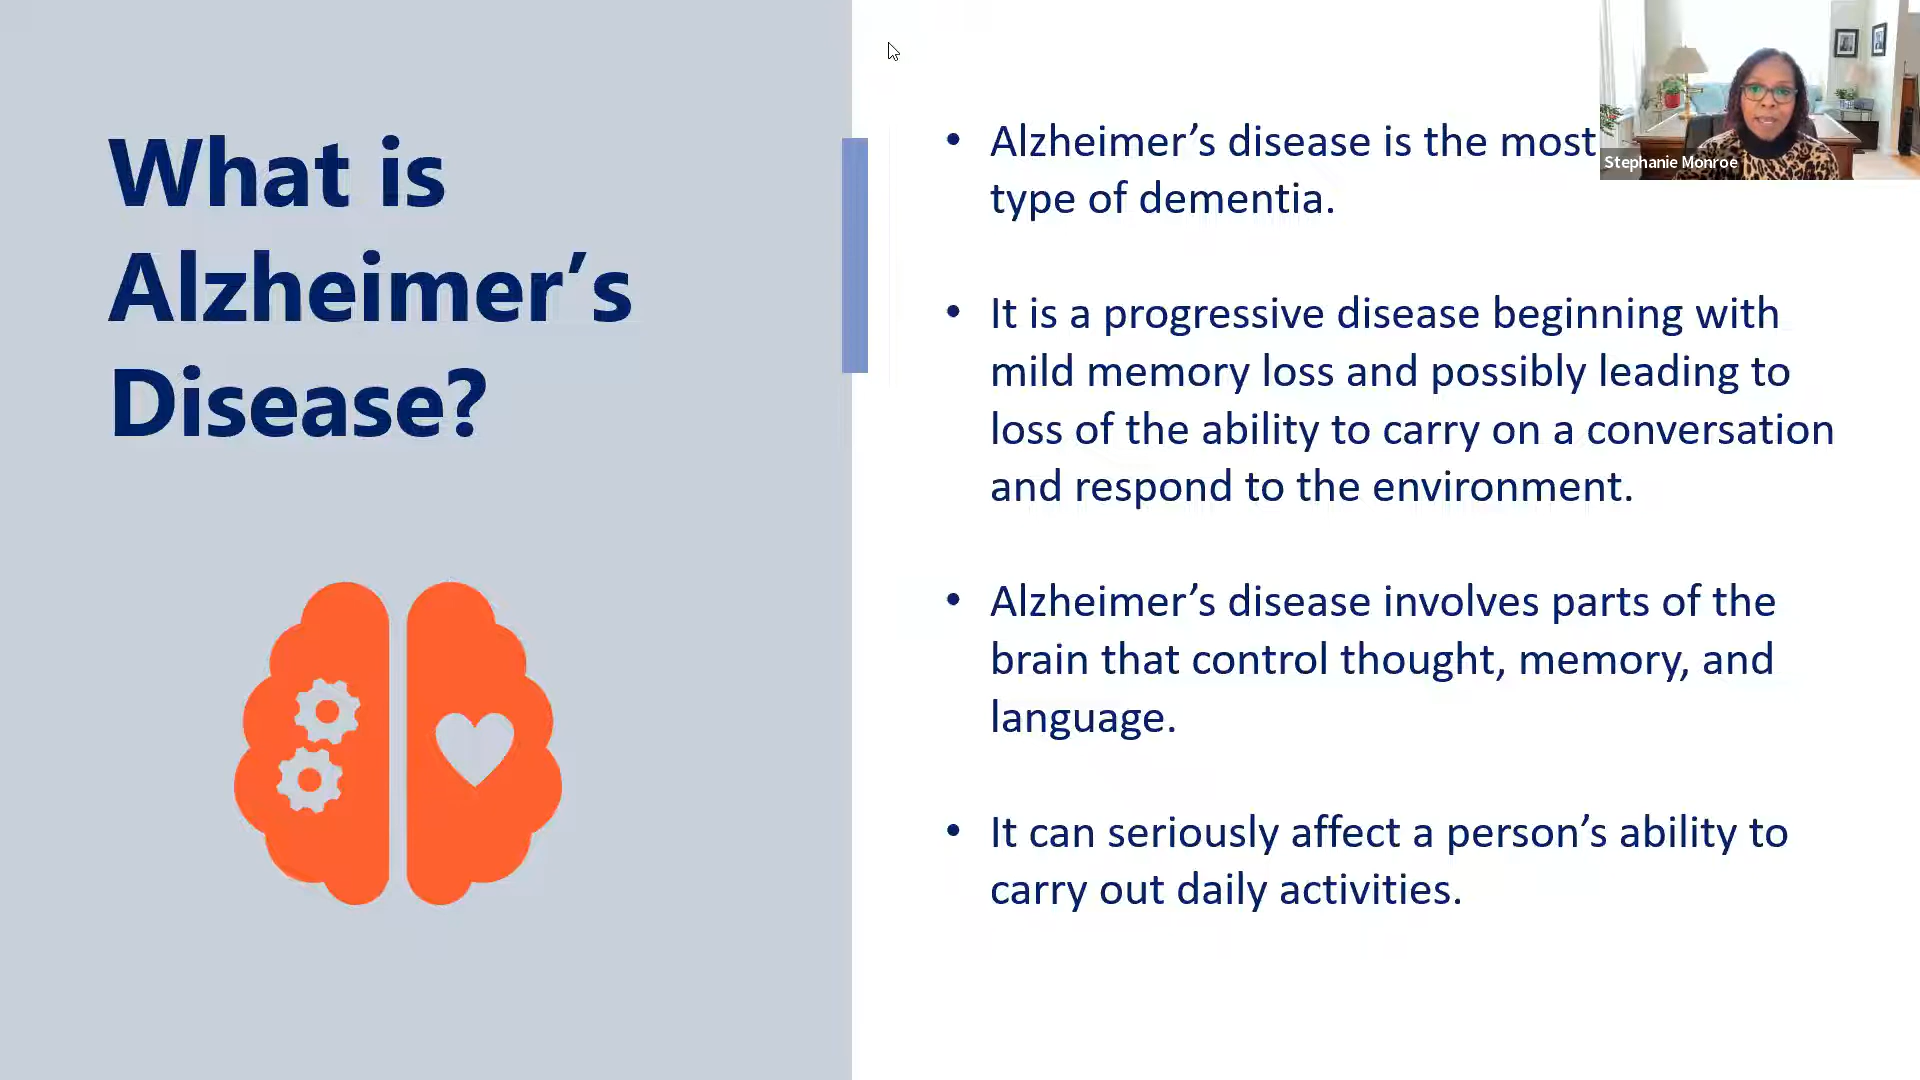 What is
Alzheimer’s
Disease?
• Alzheimer’s disease is the most
type of dementia.
• It is a progressive disease beginning with
mild memory loss and possibly leading to
loss of the ability to carry on a conversation
and respond to the environment.
• Alzheimer’s disease involves parts of the
brain that control thought, memory, and
language.
• It can seriously affect a person’s ability to
carry out daily activities.
Stephanie Monroe